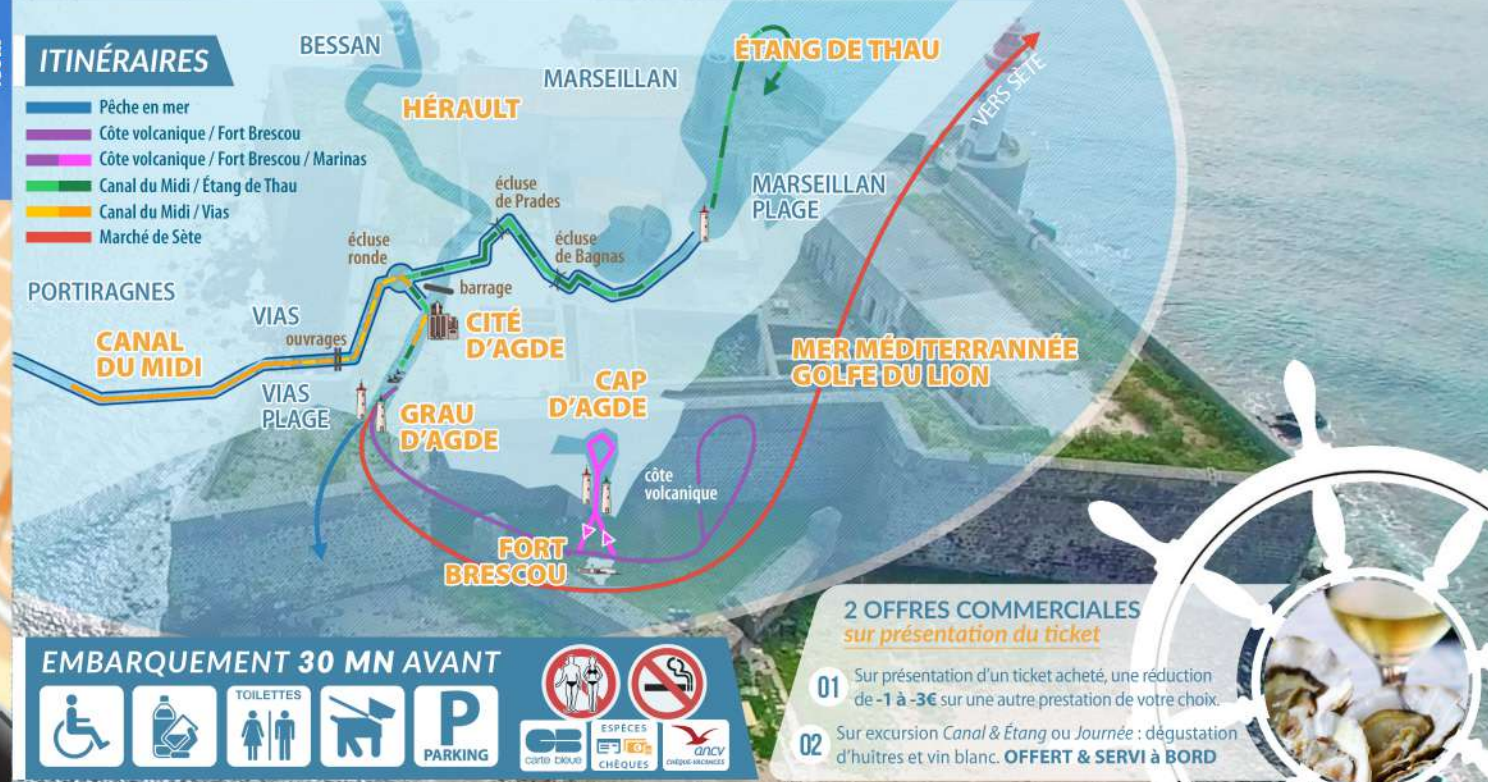 ITINÉRAIRES
Pêche en mer
Côte volcanique / Fort Brescou
Côte volcanique / Fort Brescou / Marinas
Canal du Midi / Étang de Thau
Canal du Midi / Vias
Marché de Sète
BESSAN
HÉRAULT
MARSEILLAN
ÉTANG DE THAU
VERS SÈTE
MARSEILLAN
PLAGE
écluse
de Prades
écluse
de Bagnas
écluse
ronde
barrage
PORTIRAGNES
VIAS
ouvrages
CANAL
DU MIDI
CITÉ
D'AGDE
VIAS
PLAGE
GRAU
D'AGDE
CAP
D'AGDE
MER MÉDITERRANNÉE
GOLFE DU LION
côte
volcanique
FORT
BRESCOU
EMBARQUEMENT 30 MN AVANT
TOILETTES
P
PARKING
CB
carte bleue
ESPÈCES
CHÈQUES
ancv
CHÈQUE-VACANCES
2 OFFRES COMMERCIALES
sur présentation du ticket
01 Sur présentation d'un ticket acheté, une réduction
de -1 à -3€ sur une autre prestation de votre choix.
02 Sur excursion Canal & Étang ou Journée : dégustation
d'huîtres et vin blanc. OFFERT & SERVI à BORD